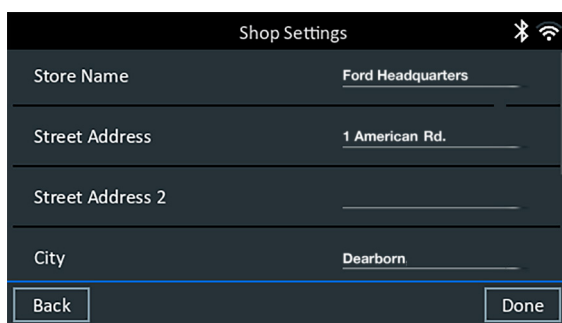 Shop Settings
Store Name Ford Headquarters
Street Address 1 American Rd.
Street Address 2
City Dearborn
Back Done